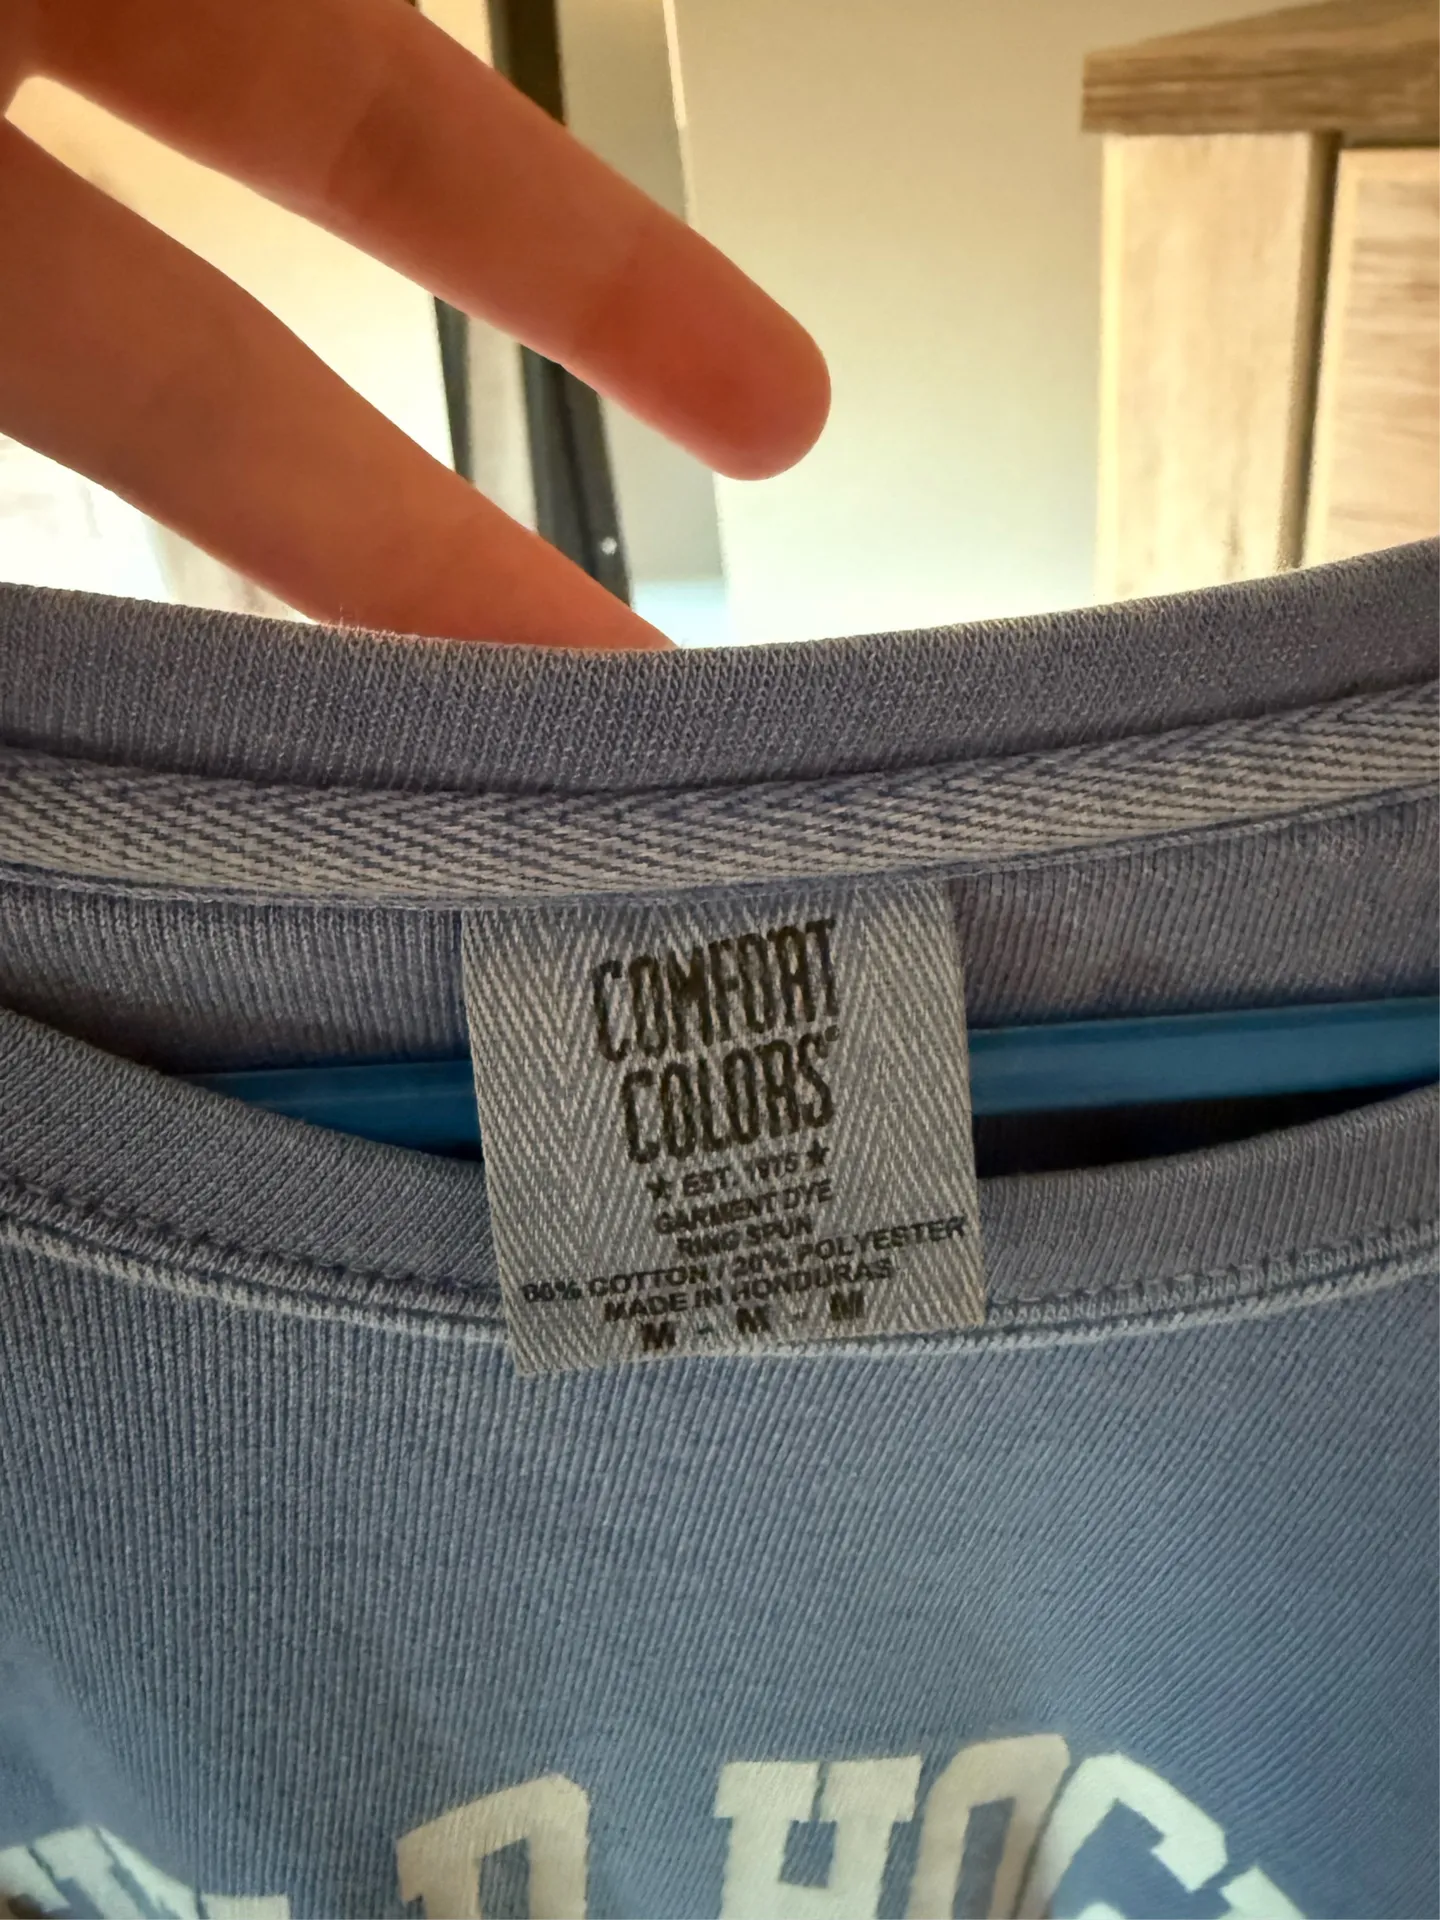 COMFORT
COLORS®
★ EST. 1975 ★
GARMENT DYE
RING SPUN
80% COTTON / 20% POLYESTER
MADE IN HONDURAS
M - M - M